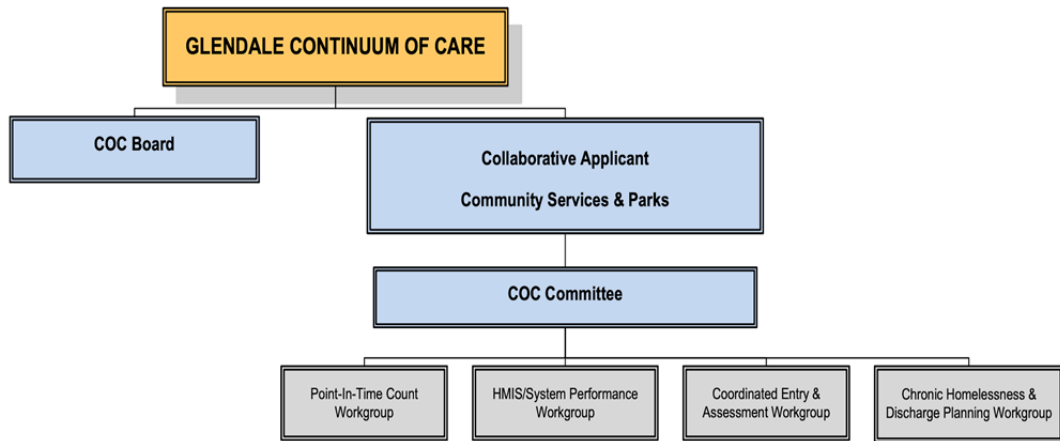 GLENDALE CONTINUUM OF CARE
COC Board
Collaborative Applicant
Community Services & Parks
COC Committee
Point-In-Time Count
Workgroup
HMIS/System Performance
Workgroup
Coordinated Entry &
Assessment Workgroup
Chronic Homelessness &
Discharge Planning Workgroup